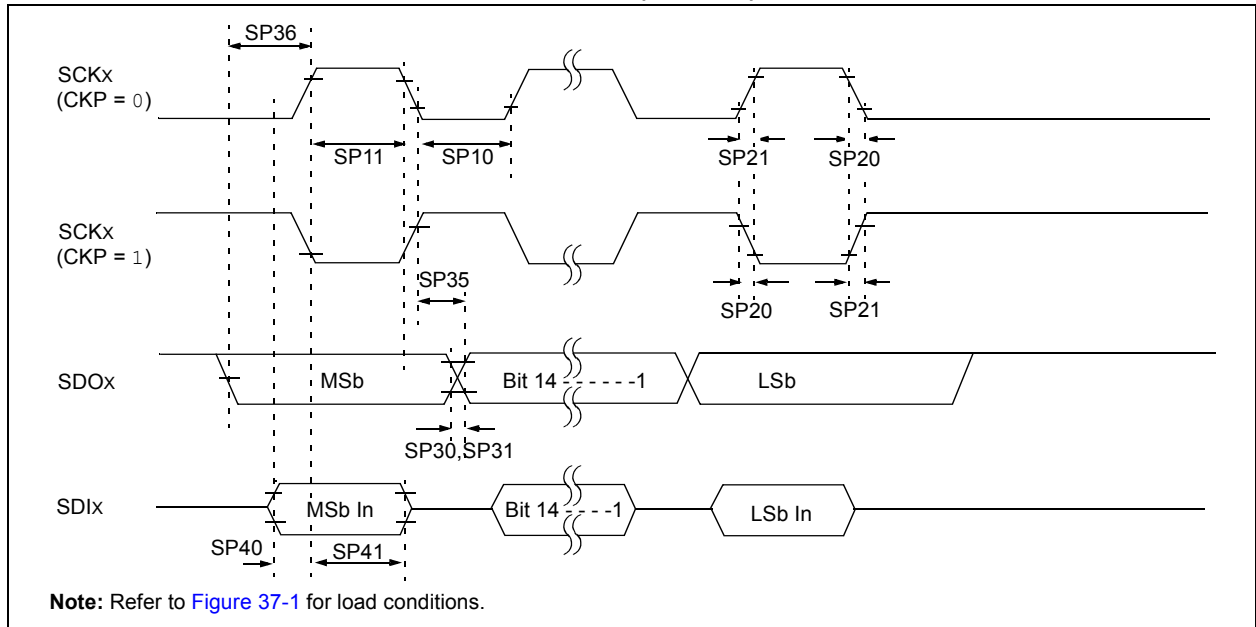 SP36
SCKx
(CKP = 0)
SP11
SP10
SP21
SP20
SCKx
(CKP = 1)
SP35
SP20
SP21
SDOx
MSb
Bit 14 - - - - - -1
LSb
SP30,SP31
SDIx
MSb In
Bit 14 - - - -1
LSb In
SP40
SP41
Note: Refer to Figure 37-1 for load conditions.